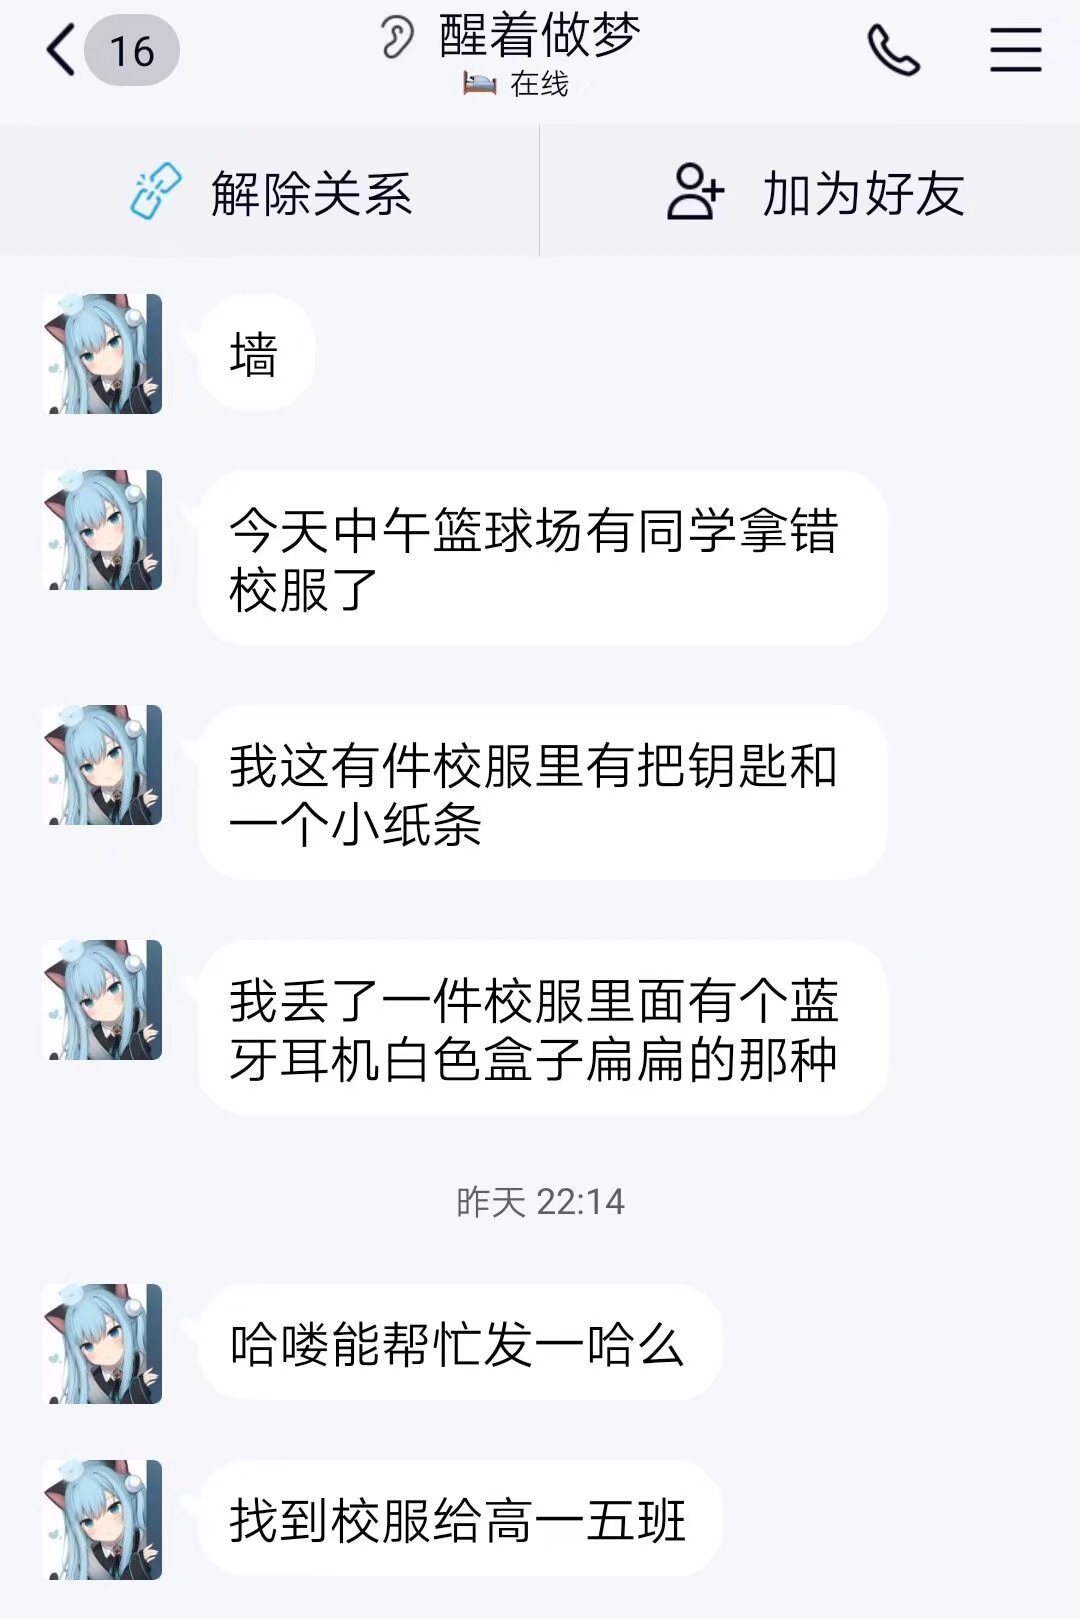 16
醒着做梦
在线
解除关系
加为好友
墙
今天中午篮球场有同学拿错
校服了
我这有件校服里有把钥匙和
一个小纸条
我丢了一件校服里面有个蓝
牙耳机白色盒子扁扁的那种
昨天 22:14
哈喽能帮忙发一哈么
找到校服给高一五班